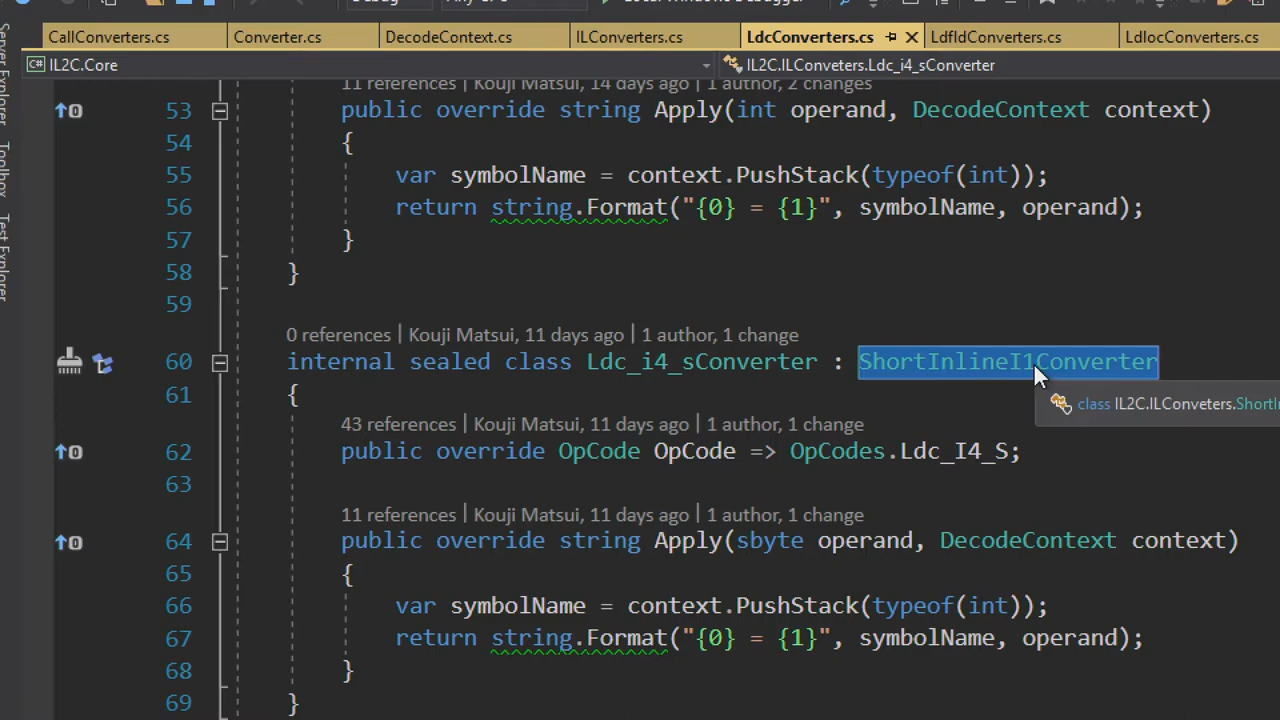 CallConverters.cs Converter.cs DecodeContext.cs ILConverters.cs LdcConverters.cs LdfldConverters.cs LdlocConverters.cs
IL2C.Core IL2C.ILConveters.Ldc_i4_sConverter
Server Explorer
Toolbox
Test Explorer
11 references | Kouji Matsui, 14 days ago | 1 author, 2 changes
53 public override string Apply(int operand, DecodeContext context)
54 {
55 var symbolName = context.PushStack(typeof(int));
56 return string.Format("{0} = {1}", symbolName, operand);
57 }
58 }
59
0 references | Kouji Matsui, 11 days ago | 1 author, 1 change
60 internal sealed class Ldc_i4_sConverter : ShortInlineI1Converter
61 {
class IL2C.ILConveters.ShortIn
43 references | Kouji Matsui, 11 days ago | 1 author, 1 change
62 public override OpCode OpCode => OpCodes.Ldc_I4_S;
63
11 references | Kouji Matsui, 11 days ago | 1 author, 1 change
64 public override string Apply(sbyte operand, DecodeContext context)
65 {
66 var symbolName = context.PushStack(typeof(int));
67 return string.Format("{0} = {1}", symbolName, operand);
68 }
69 }